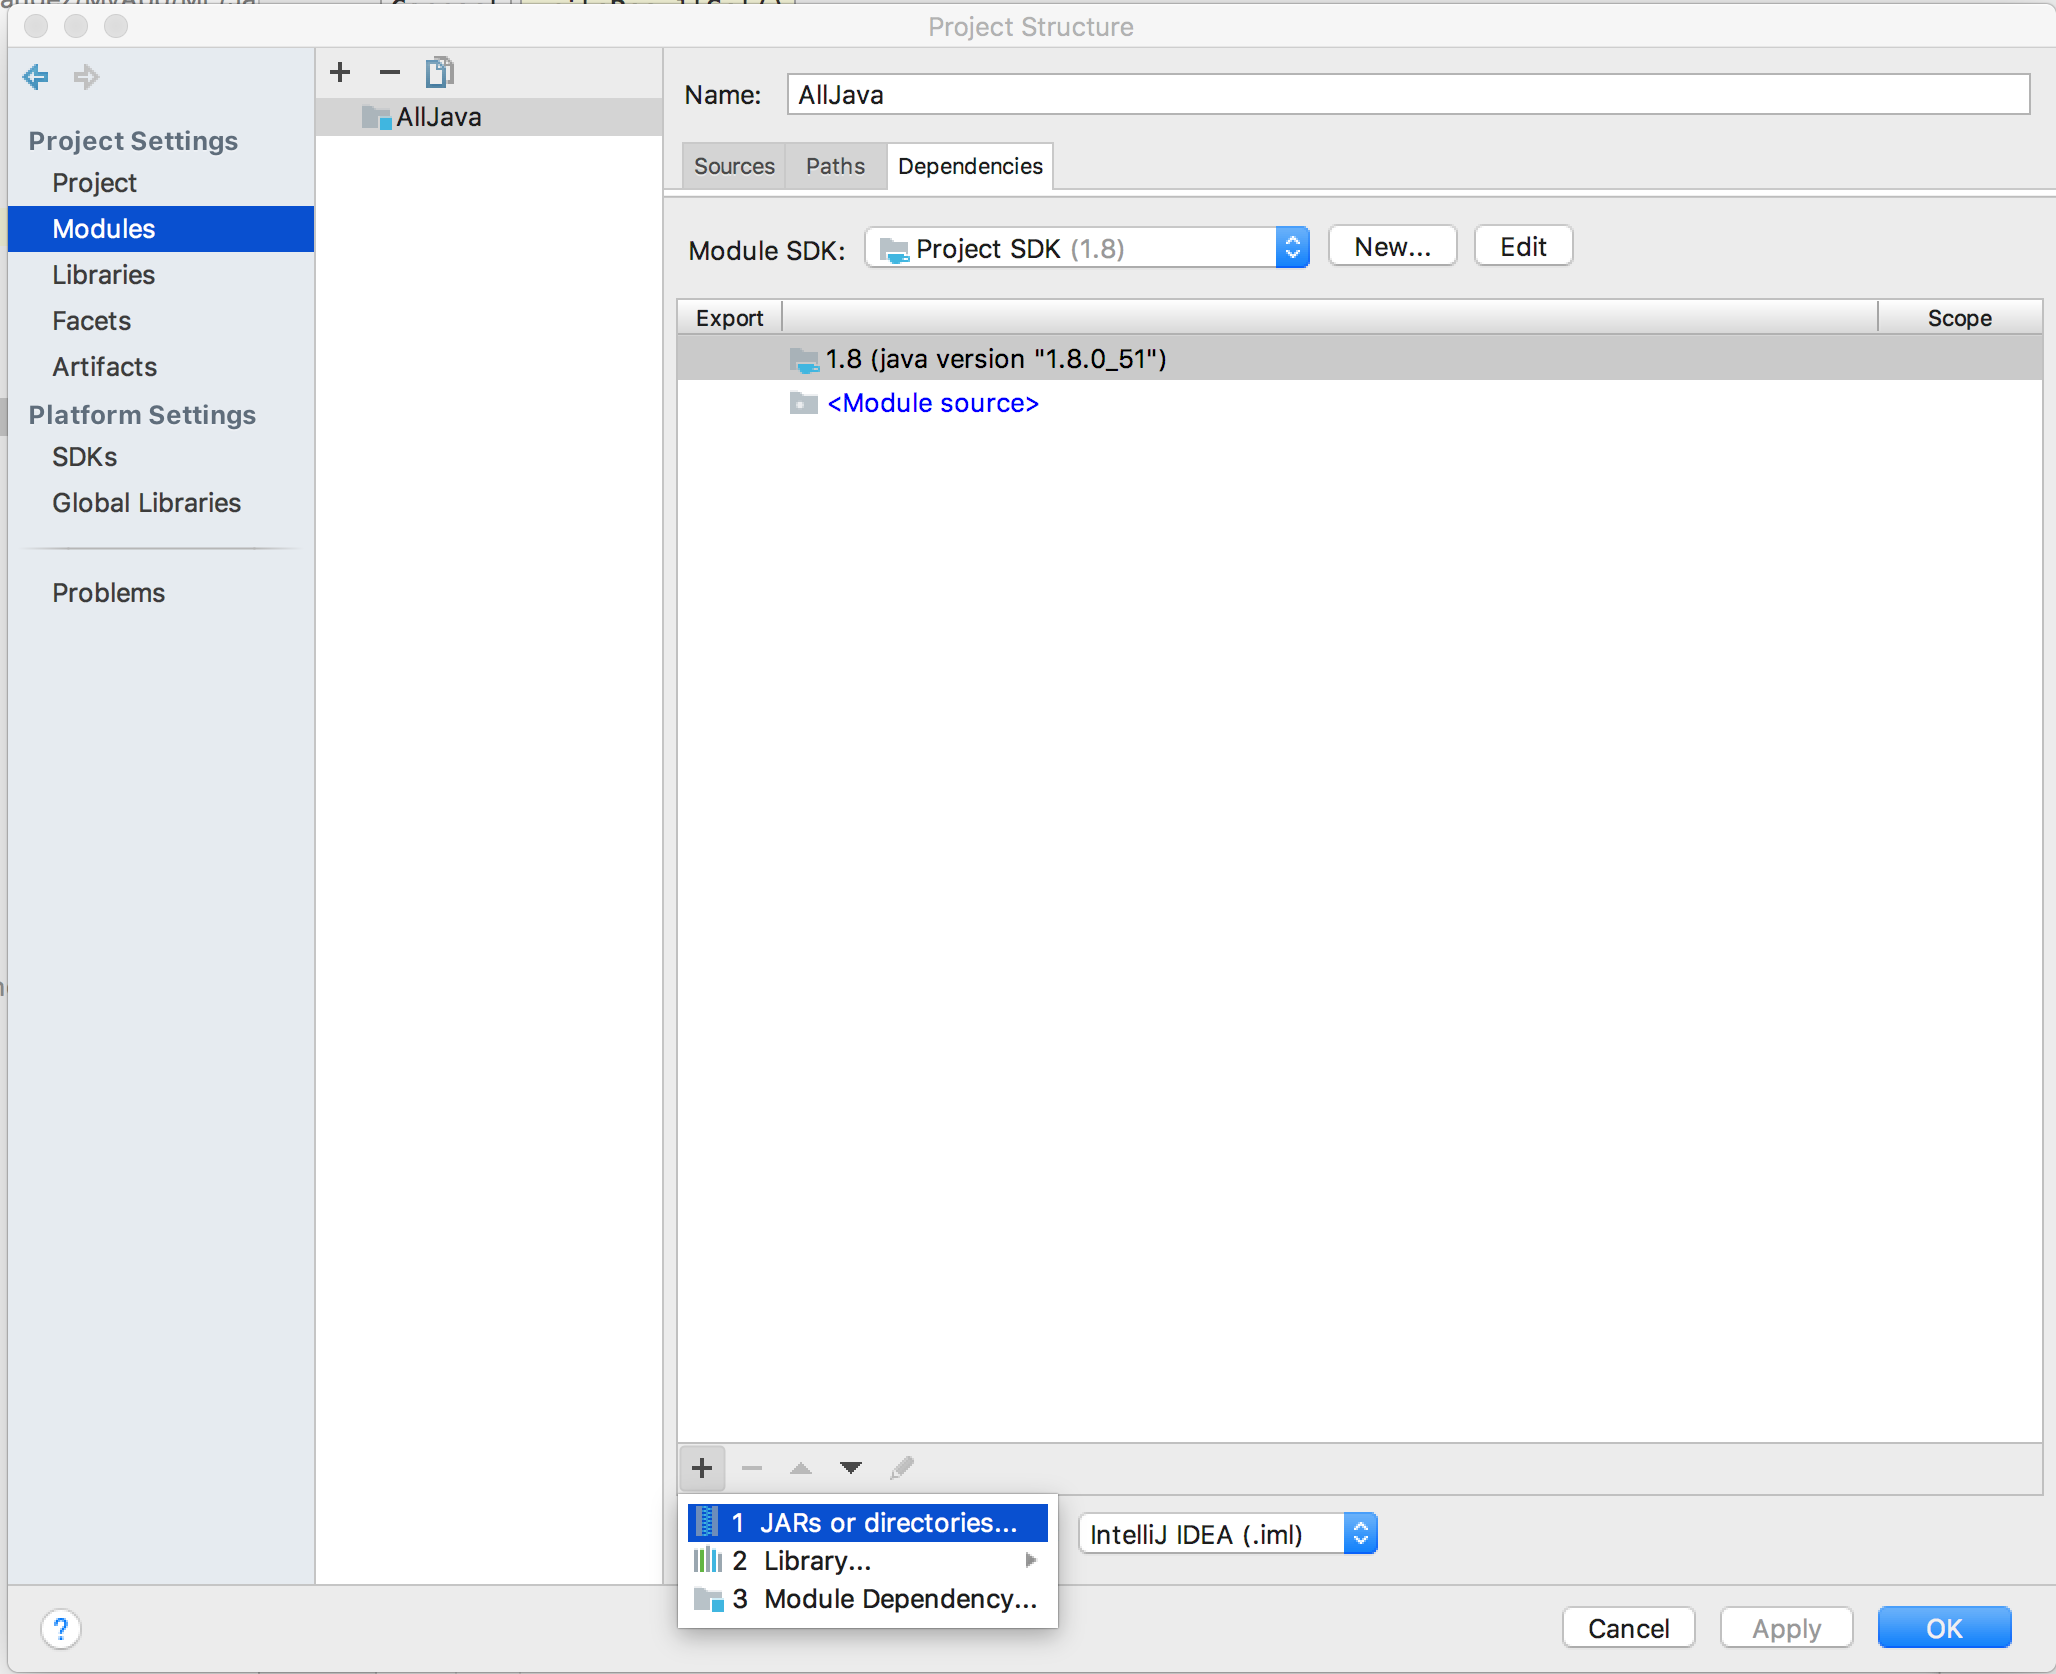 Project Structure
Project Settings
Project
Modules
Libraries
Facets
Artifacts
Platform Settings
SDKs
Global Libraries
Problems
AllJava
Name: AllJava
Sources Paths Dependencies
Module SDK: Project SDK (1.8) New... Edit
Export Scope
1.8 (java version "1.8.0_51")
<Module source>
1 JARs or directories...
2 Library...
3 Module Dependency...
IntelliJ IDEA (.iml)
? Cancel Apply OK